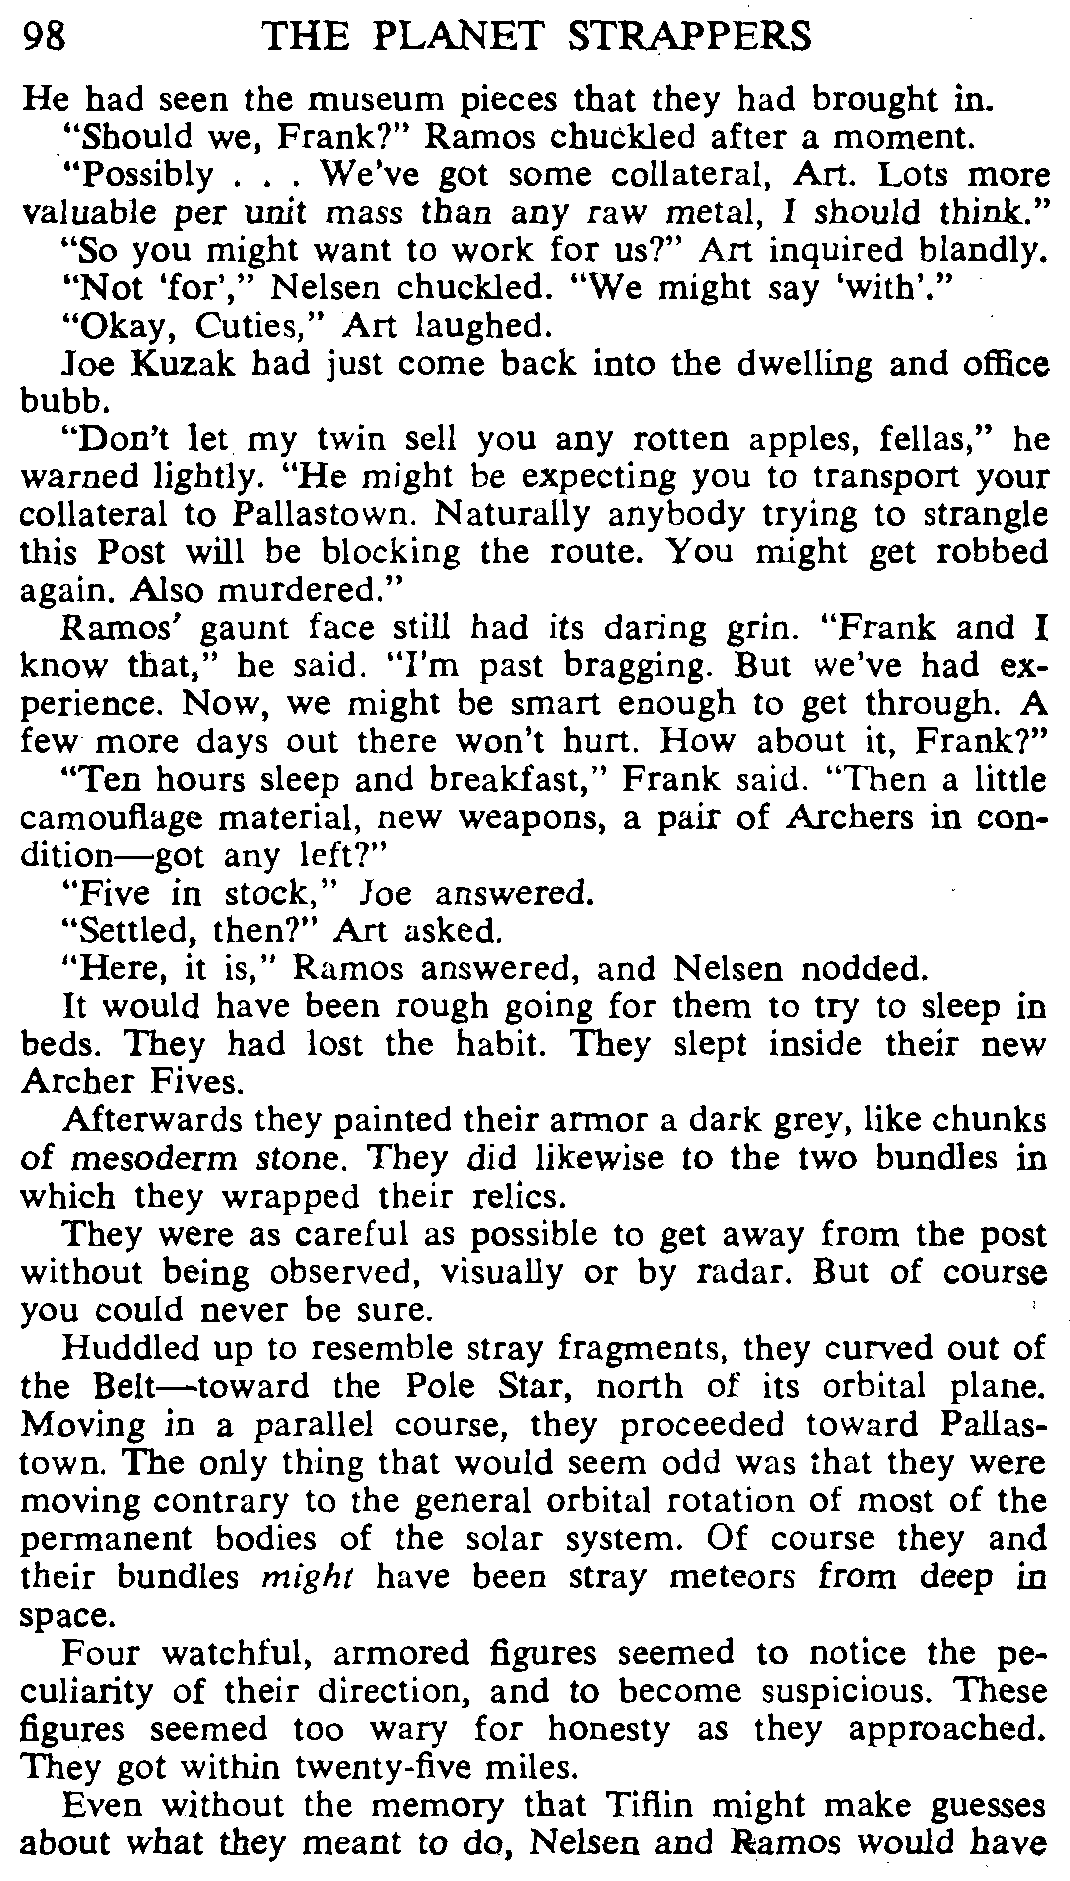 98 THE PLANET STRAPPERS
He had seen the museum pieces that they had brought in.
“Should we, Frank?” Ramos chuckled after a moment.
“Possibly . . . We’ve got some collateral, Art. Lots more
valuable per unit mass than any raw metal, I should think.”
“So you might want to work for us?” Art inquired blandly.
“Not ‘for’,” Nelsen chuckled. “We might say ‘with’.”
“Okay, Cuties,” Art laughed.
Joe Kuzak had just come back into the dwelling and office
bubb.
“Don’t let my twin sell you any rotten apples, fellas,” he
warned lightly. “He might be expecting you to transport your
collateral to Pallastown. Naturally anybody trying to strangle
this Post will be blocking the route. You might get robbed
again. Also murdered.”
Ramos’ gaunt face still had its daring grin. “Frank and I
know that,” he said. “I’m past bragging. But we’ve had ex-
perience. Now, we might be smart enough to get through. A
few more days out there won’t hurt. How about it, Frank?”
“Ten hours sleep and breakfast,” Frank said. “Then a little
camouflage material, new weapons, a pair of Archers in con-
dition—got any left?”
“Five in stock,” Joe answered.
“Settled, then?” Art asked.
“Here, it is,” Ramos answered, and Nelsen nodded.
It would have been rough going for them to try to sleep in
beds. They had lost the habit. They slept inside their new
Archer Fives.
Afterwards they painted their armor a dark grey, like chunks
of mesoderm stone. They did likewise to the two bundles in
which they wrapped their relics.
They were as careful as possible to get away from the post
without being observed, visually or by radar. But of course
you could never be sure.
Huddled up to resemble stray fragments, they curved out of
the Belt—toward the Pole Star, north of its orbital plane.
Moving in a parallel course, they proceeded toward Pallas-
town. The only thing that would seem odd was that they were
moving contrary to the general orbital rotation of most of the
permanent bodies of the solar system. Of course they and
their bundles might have been stray meteors from deep in
space.
Four watchful, armored figures seemed to notice the pe-
culiarity of their direction, and to become suspicious. These
figures seemed too wary for honesty as they approached.
They got within twenty-five miles.
Even without the memory that Tiflin might make guesses
about what they meant to do, Nelsen and Ramos would have